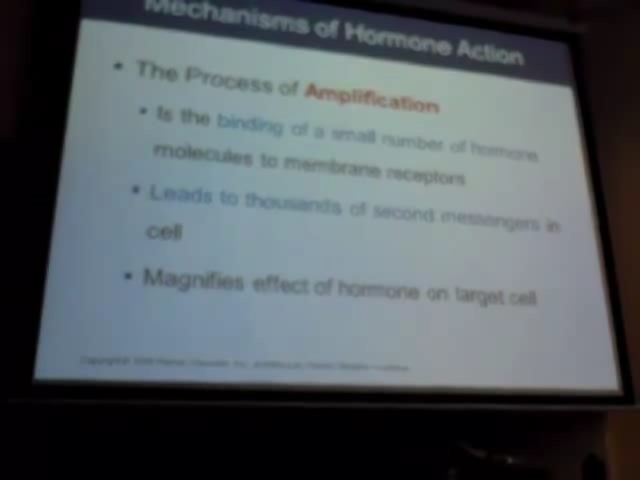 Mechanisms of Hormone Action
• The Process of Amplification
• Is the binding of a small number of hormone
molecules to membrane receptors
• Leads to thousands of second messengers in
cell
• Magnifies effect of hormone on target cell